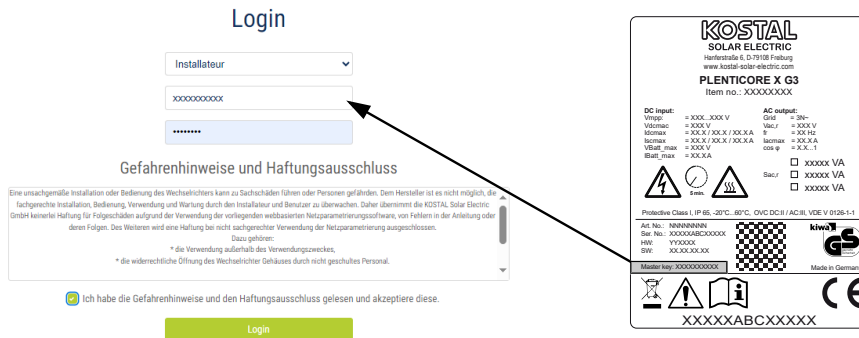 Login
Installateur
xxxxxxxxxx
••••••••
Gefahrenhinweise und Haftungsausschluss
Eine unsachgemäße Installation oder Bedienung des Wechselrichters kann zu Sachschäden führen oder Personen gefährden. Dem Hersteller ist es nicht möglich, die
fachgerechte Installation, Bedienung, Verwendung und Wartung durch den Installateur und Benutzer zu überwachen. Daher übernimmt die KOSTAL Solar Electric
GmbH keinerlei Haftung für Folgeschäden aufgrund der Verwendung der vorliegenden webbasierten Netzparametrierungssoftware, von Fehlern in der Anleitung oder
deren Folgen. Des Weiteren wird eine Haftung bei nicht sachgerechter Verwendung der Netzparametrierung ausgeschlossen.
Dazu gehören:
* die Verwendung außerhalb des Verwendungszweckes,
* die widerrechtliche Öffnung des Wechselrichter Gehäuses durch nicht geschultes Personal.
Ich habe die Gefahrenhinweise und den Haftungsausschluss gelesen und akzeptiere diese.
Login
KOSTAL
SOLAR ELECTRIC
Hanferstraße 6, D-79108 Freiburg
www.kostal-solar-electric.com
PLENTICORE X G3
Item no.: XXXXXXXX
DC input:
Vmpp: = XXX...XXX V
Vdcmac = XXX V
Idcmax = XX.X / XX.X / XX.X A
Iscmax = XX.X / XX.X / XX.X A
VBatt_max = XXX V
IBatt_max = XX.XA
AC output:
Grid = 3N~
Vac,r = XXX V
fr = XX Hz
Iacmax = XX.X A
cos φ = X.X...1
Sac,r
xxxxx VA
xxxxx VA
xxxxx VA
5 min.
Protective Class I, IP 65, -20°C...60°C, OVC DC:II / AC:III, VDE V 0126-1-1
Art. No.: NNNNNNNN
Ser. No.: XXXXXABCXXXXX
HW: YYXXXX
SW: XX.XX.XX.XX
Master key: XXXXXXXXXX
kiwa
GS
Made in German
i
CE
XXXXXABCXXXXX